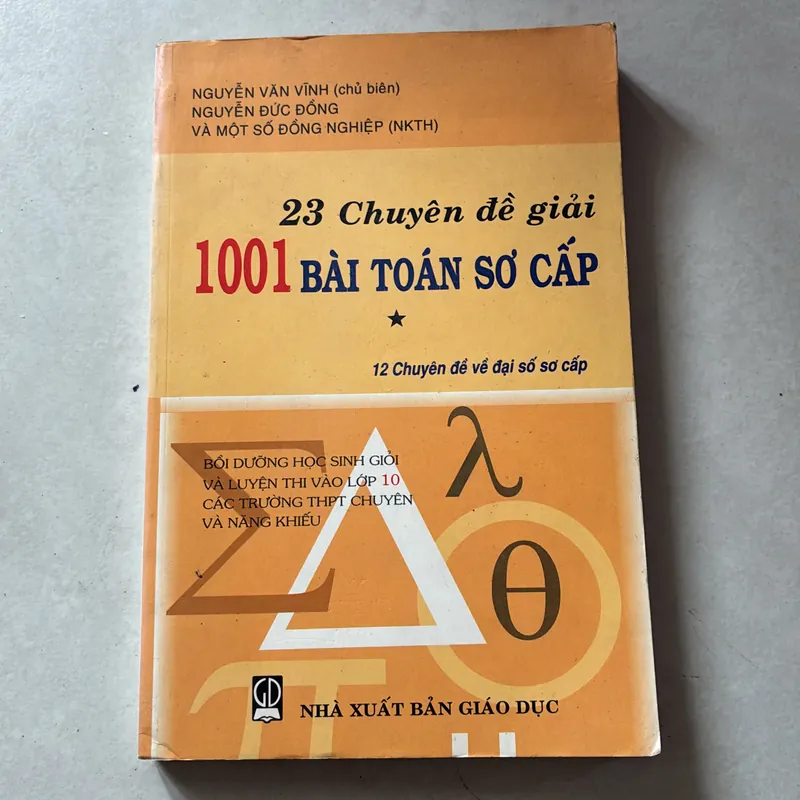 NGUYỄN VĂN VĨNH (chủ biên)
NGUYỄN ĐỨC ĐỒNG
VÀ MỘT SỐ ĐỒNG NGHIỆP (NKTH)
23 Chuyên đề giải
1001 BÀI TOÁN SƠ CẤP
★
12 Chuyên đề về đại số sơ cấp
BỒI DƯỠNG HỌC SINH GIỎI
VÀ LUYỆN THI VÀO LỚP 10
CÁC TRƯỜNG THPT CHUYÊN
VÀ NĂNG KHIẾU
Σ
Δ
λ
θ
π
μ
GD
NHÀ XUẤT BẢN GIÁO DỤC